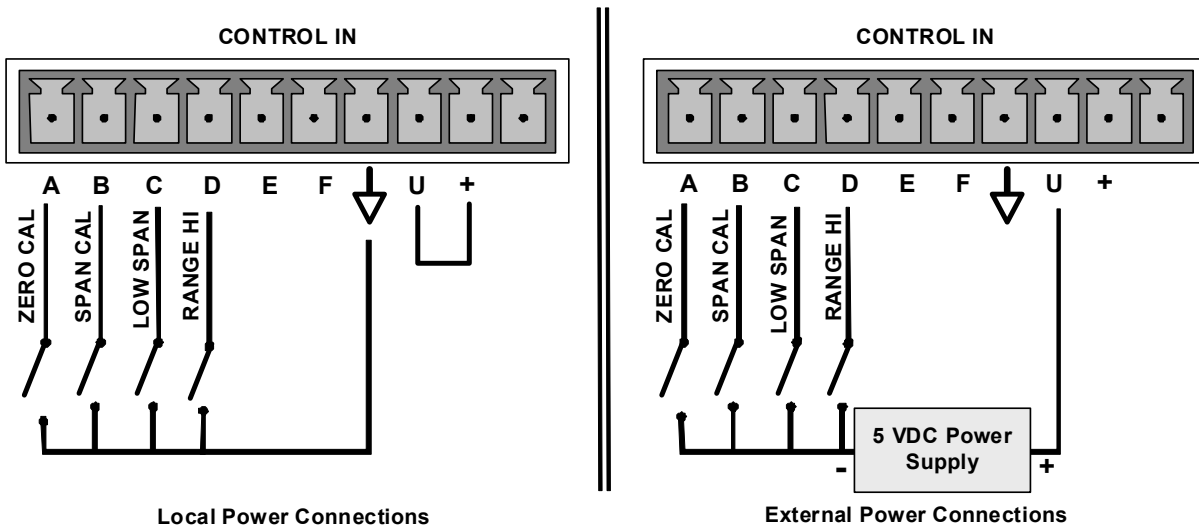 CONTROL IN
A B C D E F U +
ZERO CAL
SPAN CAL
LOW SPAN
RANGE HI
Local Power Connections
CONTROL IN
A B C D E F U +
ZERO CAL
SPAN CAL
LOW SPAN
RANGE HI
5 VDC Power
Supply
- +
External Power Connections